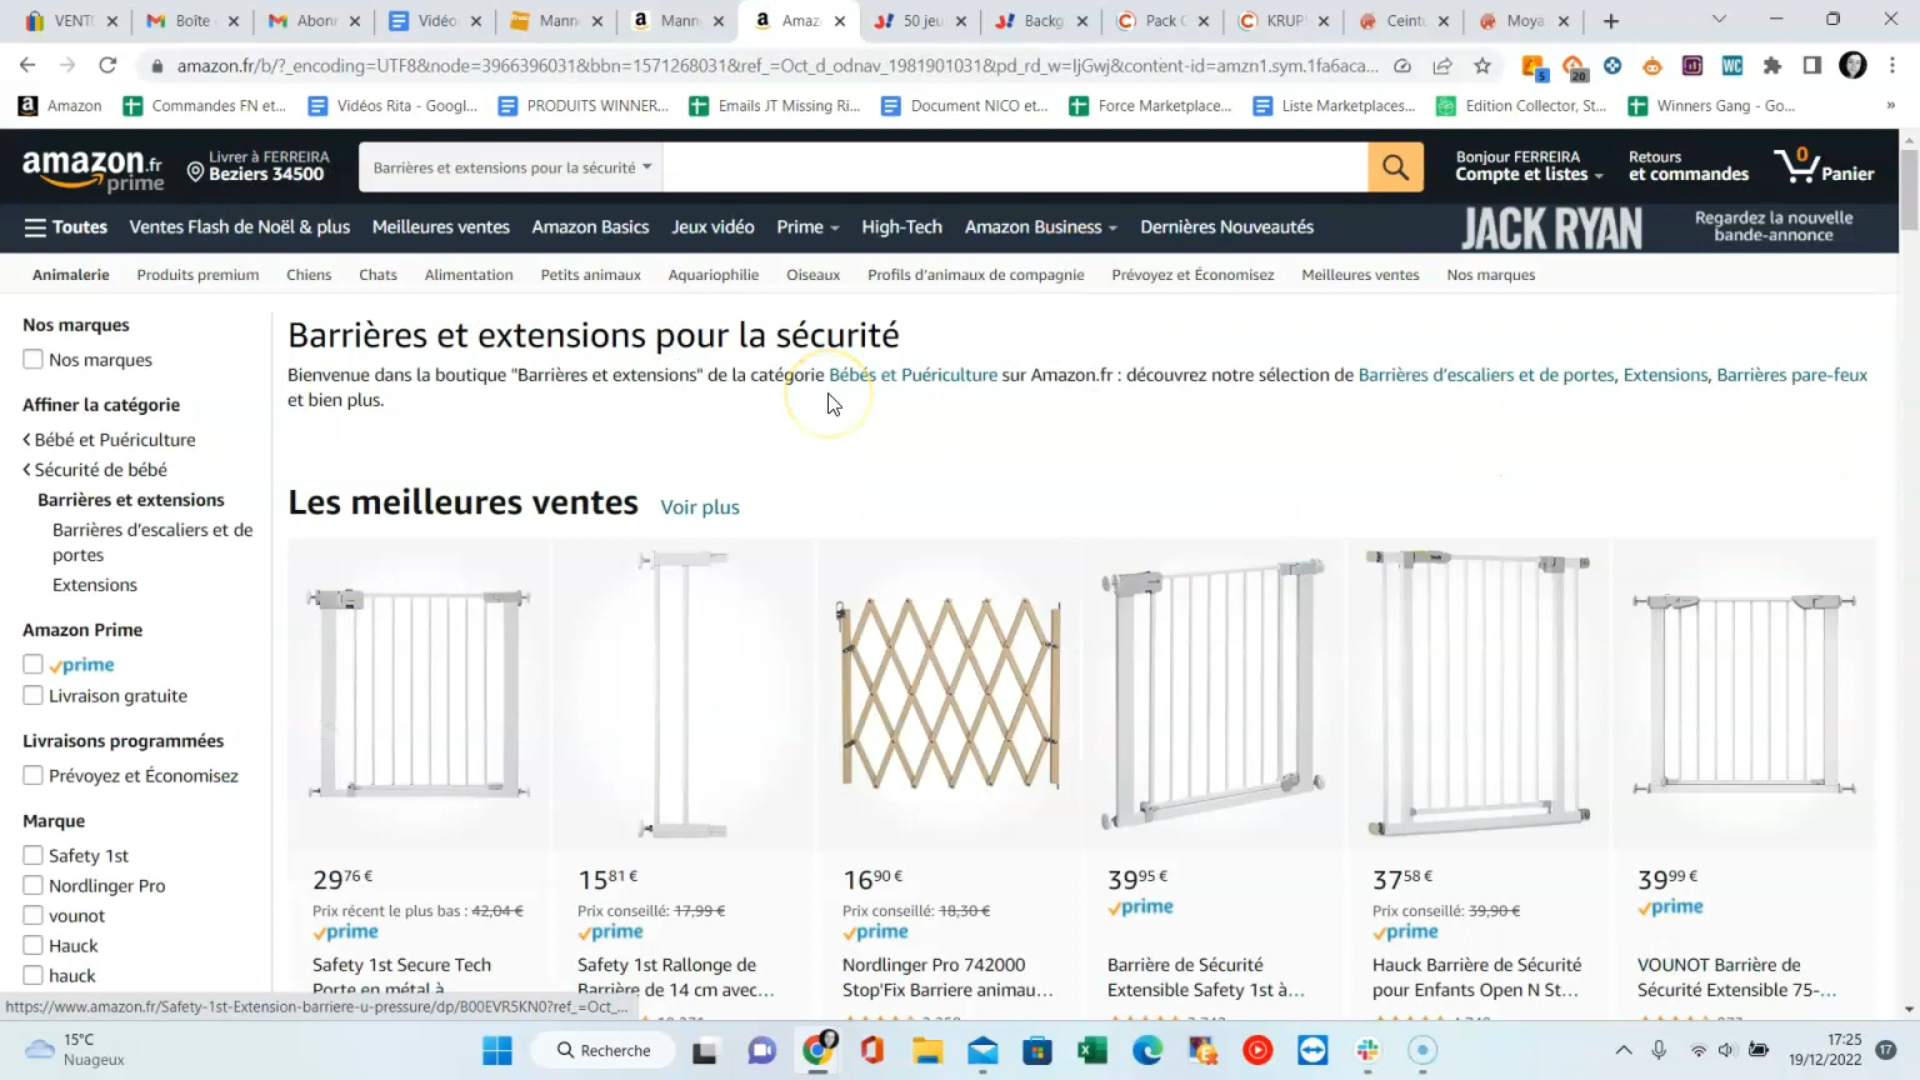 VENT
Boîte
Abonn
Vidéo
Mann
Mann
Amaz
50 jeu
Backg
Pack C
KRUPS
Ceintu
Moya
amazon.fr/b/?_encoding=UTF8&node=3966396031&bbn=1571268031&ref_=Oct_d_odnav_1981901031&pd_rd_w=IjGwj&content-id=amzn1.sym.1fa6aca...
5
20
WC
Amazon
Commandes FN et...
Vidéos Rita - Googl...
PRODUITS WINNER...
Emails JT Missing Ri...
Document NICO et...
Force Marketplace...
Liste Marketplaces...
Edition Collector, St...
Winners Gang - Go...
»
amazon.fr
prime
Livrer à FERREIRA
Beziers 34500
Barrières et extensions pour la sécurité
Bonjour FERREIRA
Compte et listes
Retours
et commandes
0
Panier
Toutes
Ventes Flash de Noël & plus
Meilleures ventes
Amazon Basics
Jeux vidéo
Prime
High-Tech
Amazon Business
Dernières Nouveautés
JACK RYAN
Regardez la nouvelle
bande-annonce
Animalerie
Produits premium
Chiens
Chats
Alimentation
Petits animaux
Aquariophilie
Oiseaux
Profils d'animaux de compagnie
Prévoyez et Économisez
Meilleures ventes
Nos marques
Nos marques
Nos marques
Affiner la catégorie
Bébé et Puériculture
Sécurité de bébé
Barrières et extensions
Barrières d'escaliers et de
portes
Extensions
Amazon Prime
prime
Livraison gratuite
Livraisons programmées
Prévoyez et Économisez
Marque
Safety 1st
Nordlinger Pro
vounot
Hauck
hauck
Barrières et extensions pour la sécurité
Bienvenue dans la boutique "Barrières et extensions" de la catégorie Bébés et Puériculture sur Amazon.fr : découvrez notre sélection de Barrières d'escaliers et de portes, Extensions, Barrières pare-feux
et bien plus.
Les meilleures ventes
Voir plus
29,76 €
Prix récent le plus bas : 42,04 €
prime
Safety 1st Secure Tech
Porte en métal à
15,81 €
Prix conseillé: 17,99 €
prime
Safety 1st Rallonge de
Barrière de 14 cm avec...
16,90 €
Prix conseillé: 18,30 €
prime
Nordlinger Pro 742000
Stop'Fix Barriere animau...
39,95 €
prime
Barrière de Sécurité
Extensible Safety 1st à...
37,58 €
Prix conseillé: 39,90 €
prime
Hauck Barrière de Sécurité
pour Enfants Open N St...
39,99 €
prime
VOUNOT Barrière de
Sécurité Extensible 75-...
https://www.amazon.fr/Safety-1st-Extension-barriere-u-pressure/dp/B00EVR5KN0?ref_=Oct_...
15°C
Nuageux
Recherche
17:25
19/12/2022
17